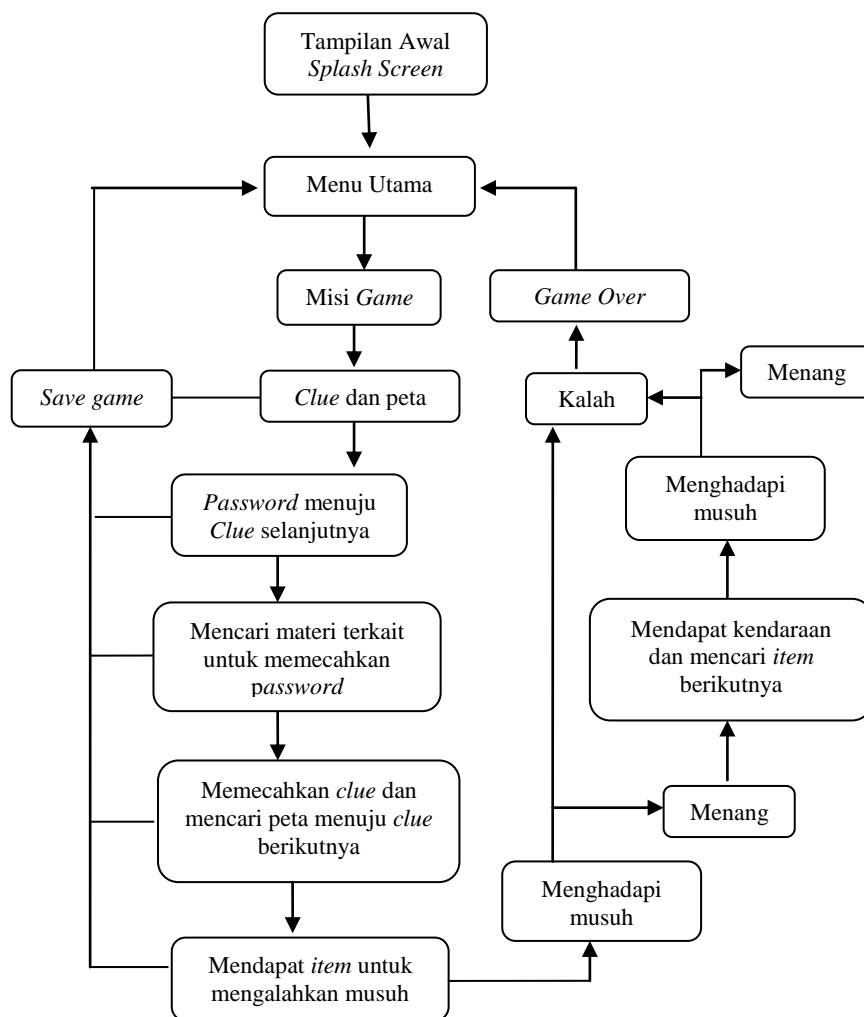 Tampilan Awal
Splash Screen
Menu Utama
Misi Game
Game Over
Save game
Clue dan peta
Kalah
Menang
Password menuju
Clue selanjutnya
Menghadapi
musuh
Mencari materi terkait
untuk memecahkan
password
Mendapat kendaraan
dan mencari item
berikutnya
Memecahkan clue dan
mencari peta menuju clue
berikutnya
Menang
Menghadapi
musuh
Mendapat item untuk
mengalahkan musuh